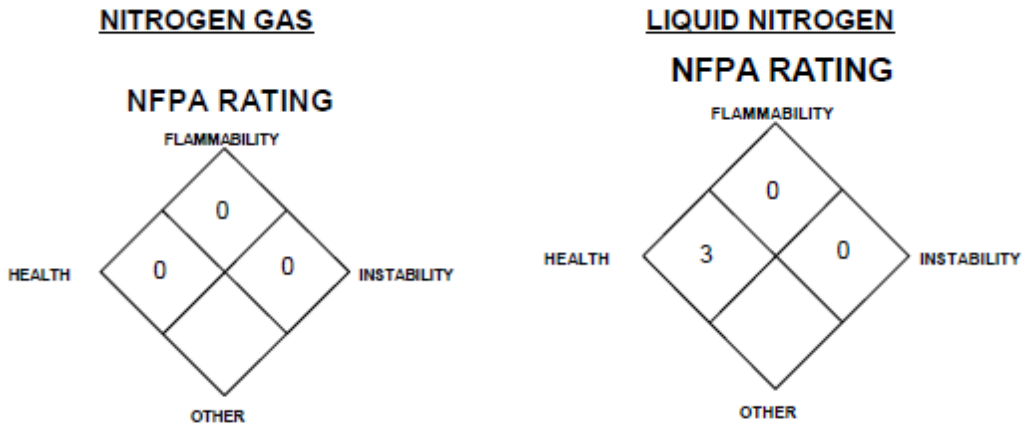 NITROGEN GAS
NFPA RATING
FLAMMABILITY
0
HEALTH 0 0 INSTABILITY
OTHER
LIQUID NITROGEN
NFPA RATING
FLAMMABILITY
0
HEALTH 3 0 INSTABILITY
OTHER